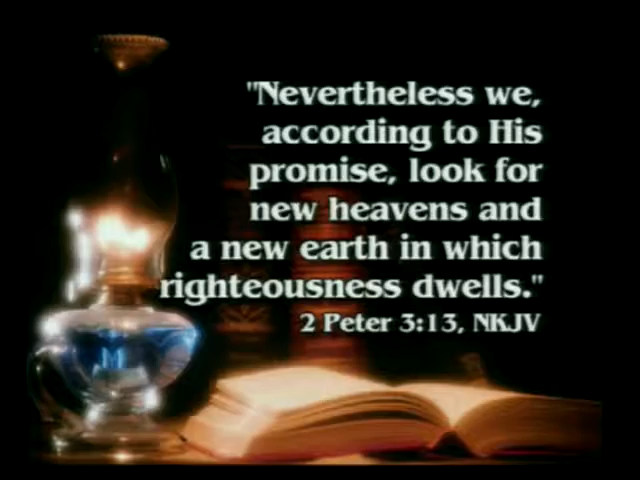 "Nevertheless we,
according to His
promise, look for
new heavens and
a new earth in which
righteousness dwells."
2 Peter 3:13, NKJV